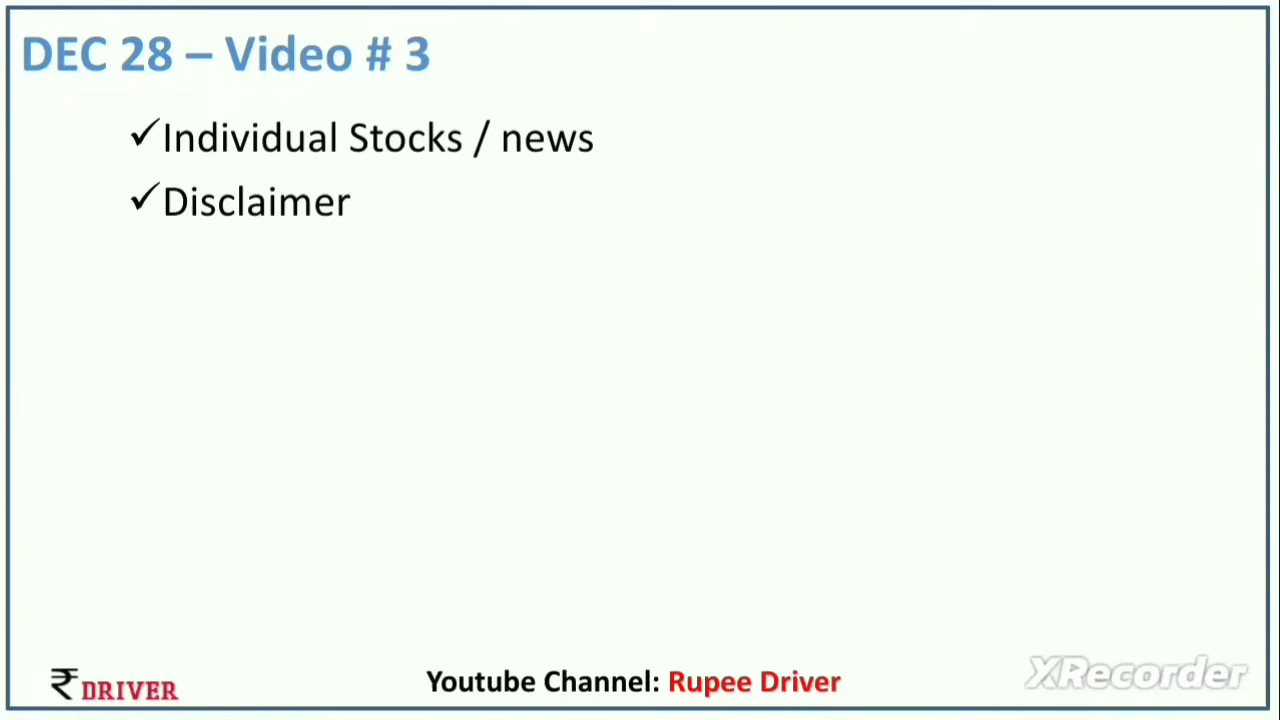 DEC 28 – Video # 3
✓Individual Stocks / news
✓Disclaimer
₹ DRIVER
Youtube Channel: Rupee Driver
XRecorder